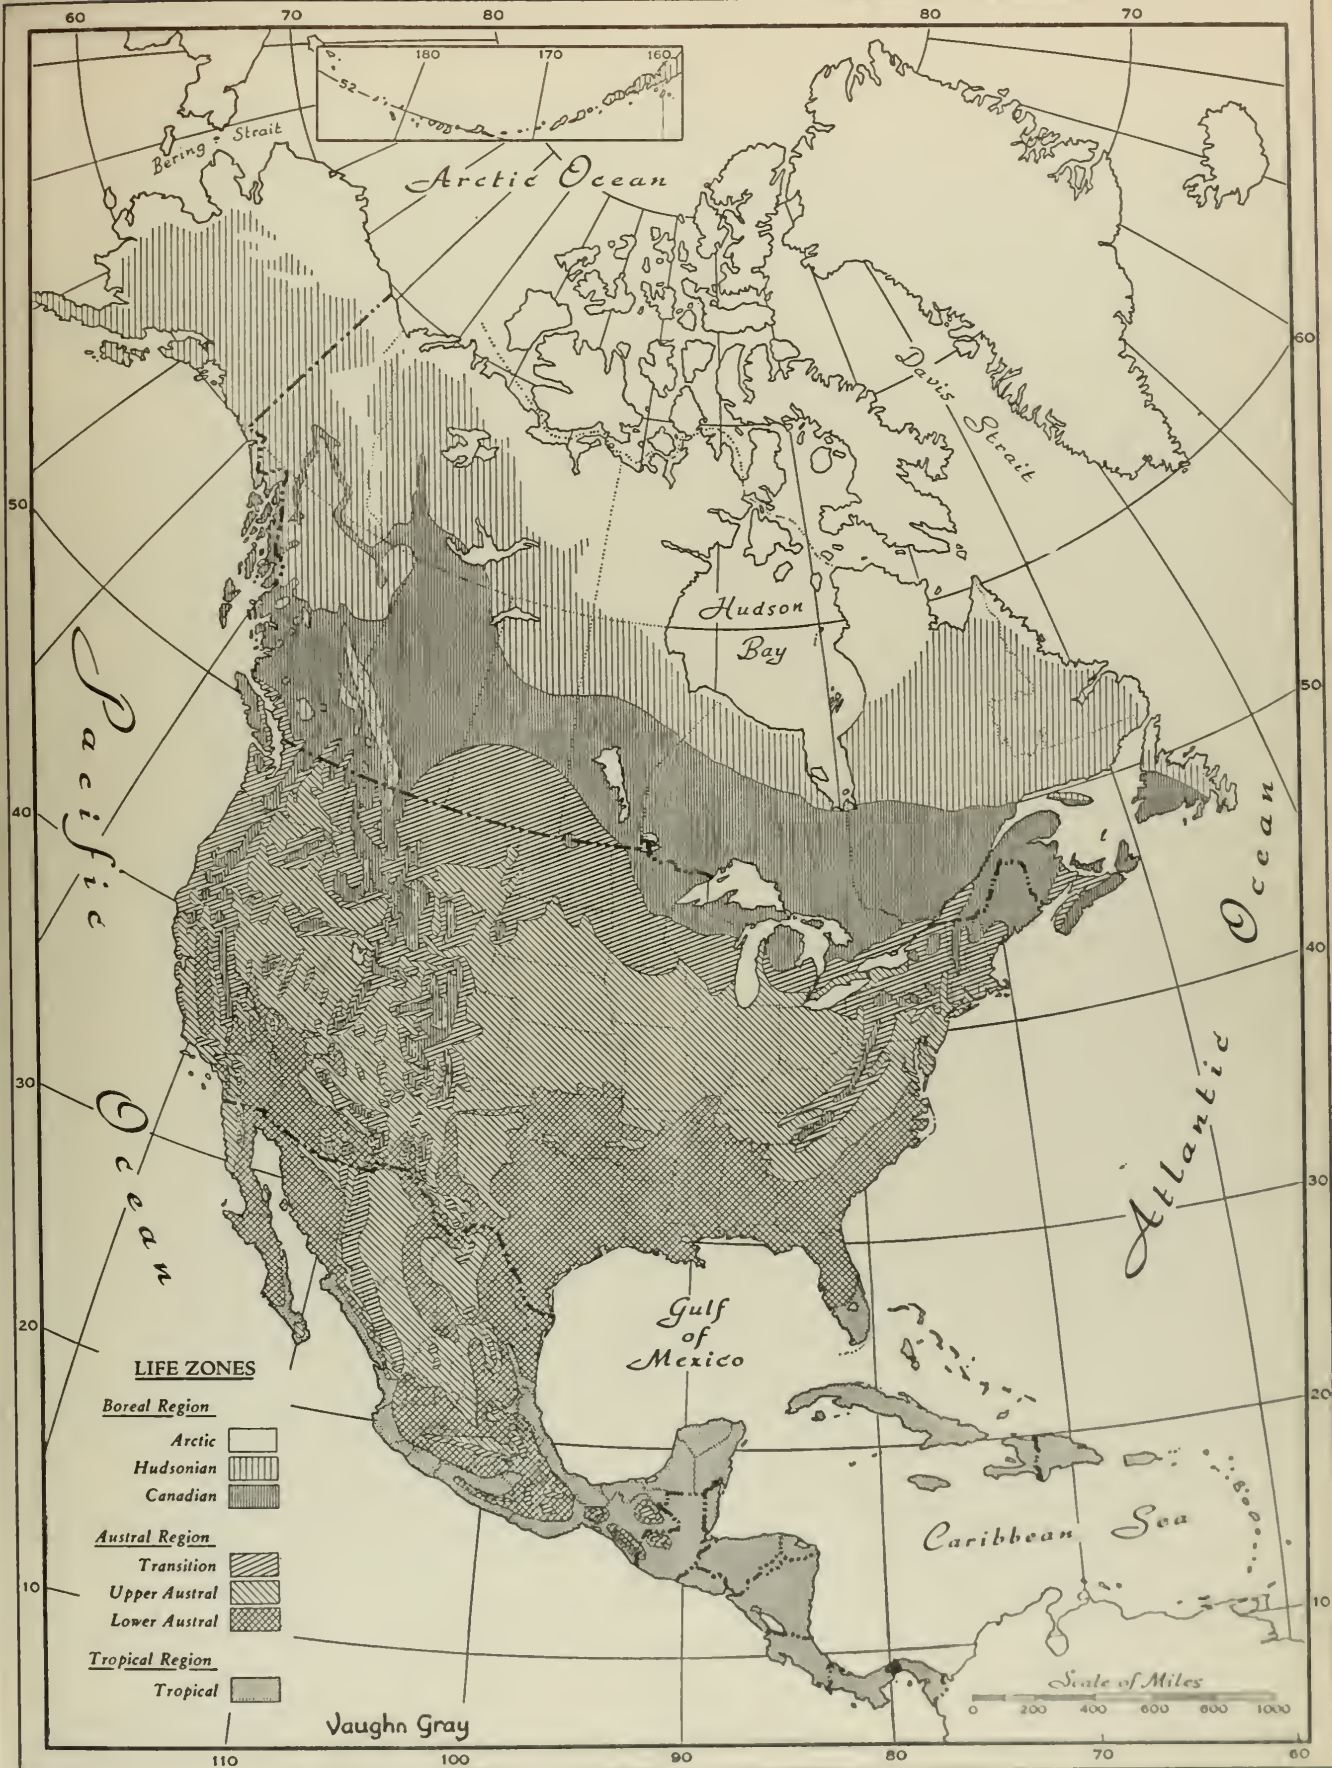 60 70 80 80 70
180 170 160
52
Bering Strait
Arctic Ocean
Davis Strait
60
50
Hudson
Bay
50
Pacific
Ocean
40
Ocean
40
30
Atlantic
30
Gulf
of
Mexico
20
LIFE ZONES
Boreal Region
20
Arctic
Hudsonian
Canadian
Caribbean Sea
Austral Region
Transition
10
Upper Austral
10
Lower Austral
Tropical Region
Tropical
Scale of Miles
0 200 400 600 800 1000
Vaughn Gray
110 100 90 80 70 60